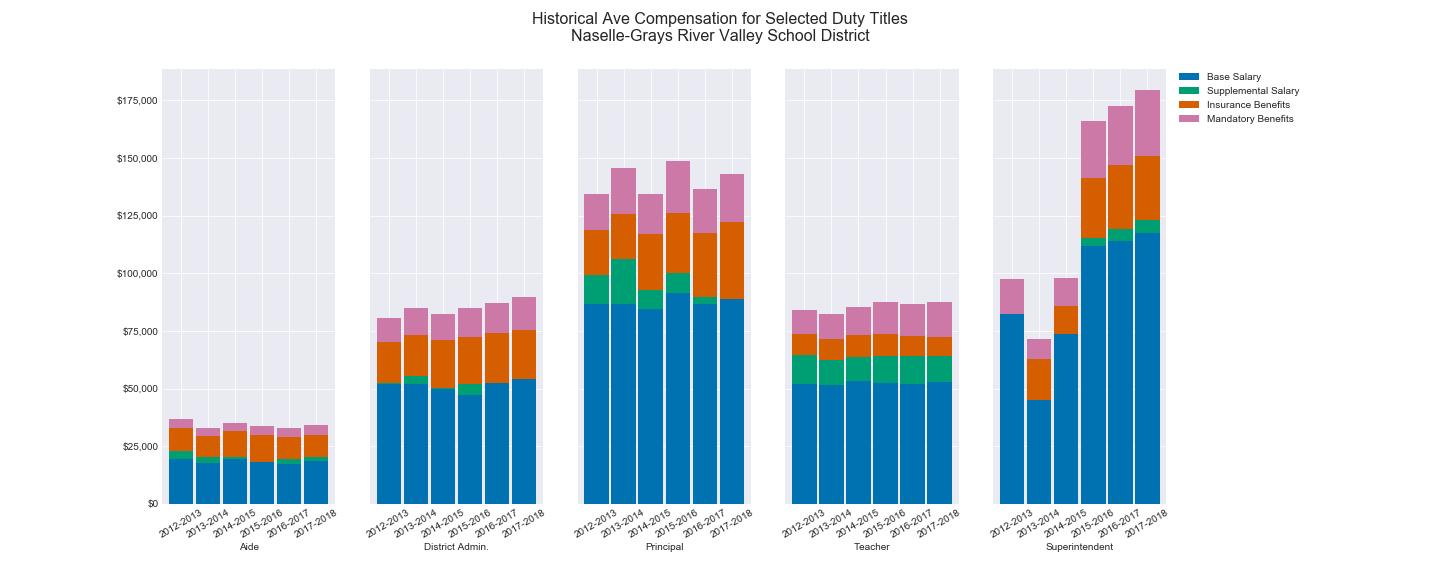 Historical Ave Compensation for Selected Duty Titles
Naselle-Grays River Valley School District
Base Salary
Supplemental Salary
Insurance Benefits
Mandatory Benefits
$175,000
$150,000
$125,000
$100,000
$75,000
$50,000
$25,000
$0
2012-2013 2013-2014 2014-2015 2015-2016 2016-2017 2017-2018
Aide
2012-2013 2013-2014 2014-2015 2015-2016 2016-2017 2017-2018
District Admin.
2012-2013 2013-2014 2014-2015 2015-2016 2016-2017 2017-2018
Principal
2012-2013 2013-2014 2014-2015 2015-2016 2016-2017 2017-2018
Teacher
2012-2013 2013-2014 2014-2015 2015-2016 2016-2017 2017-2018
Superintendent